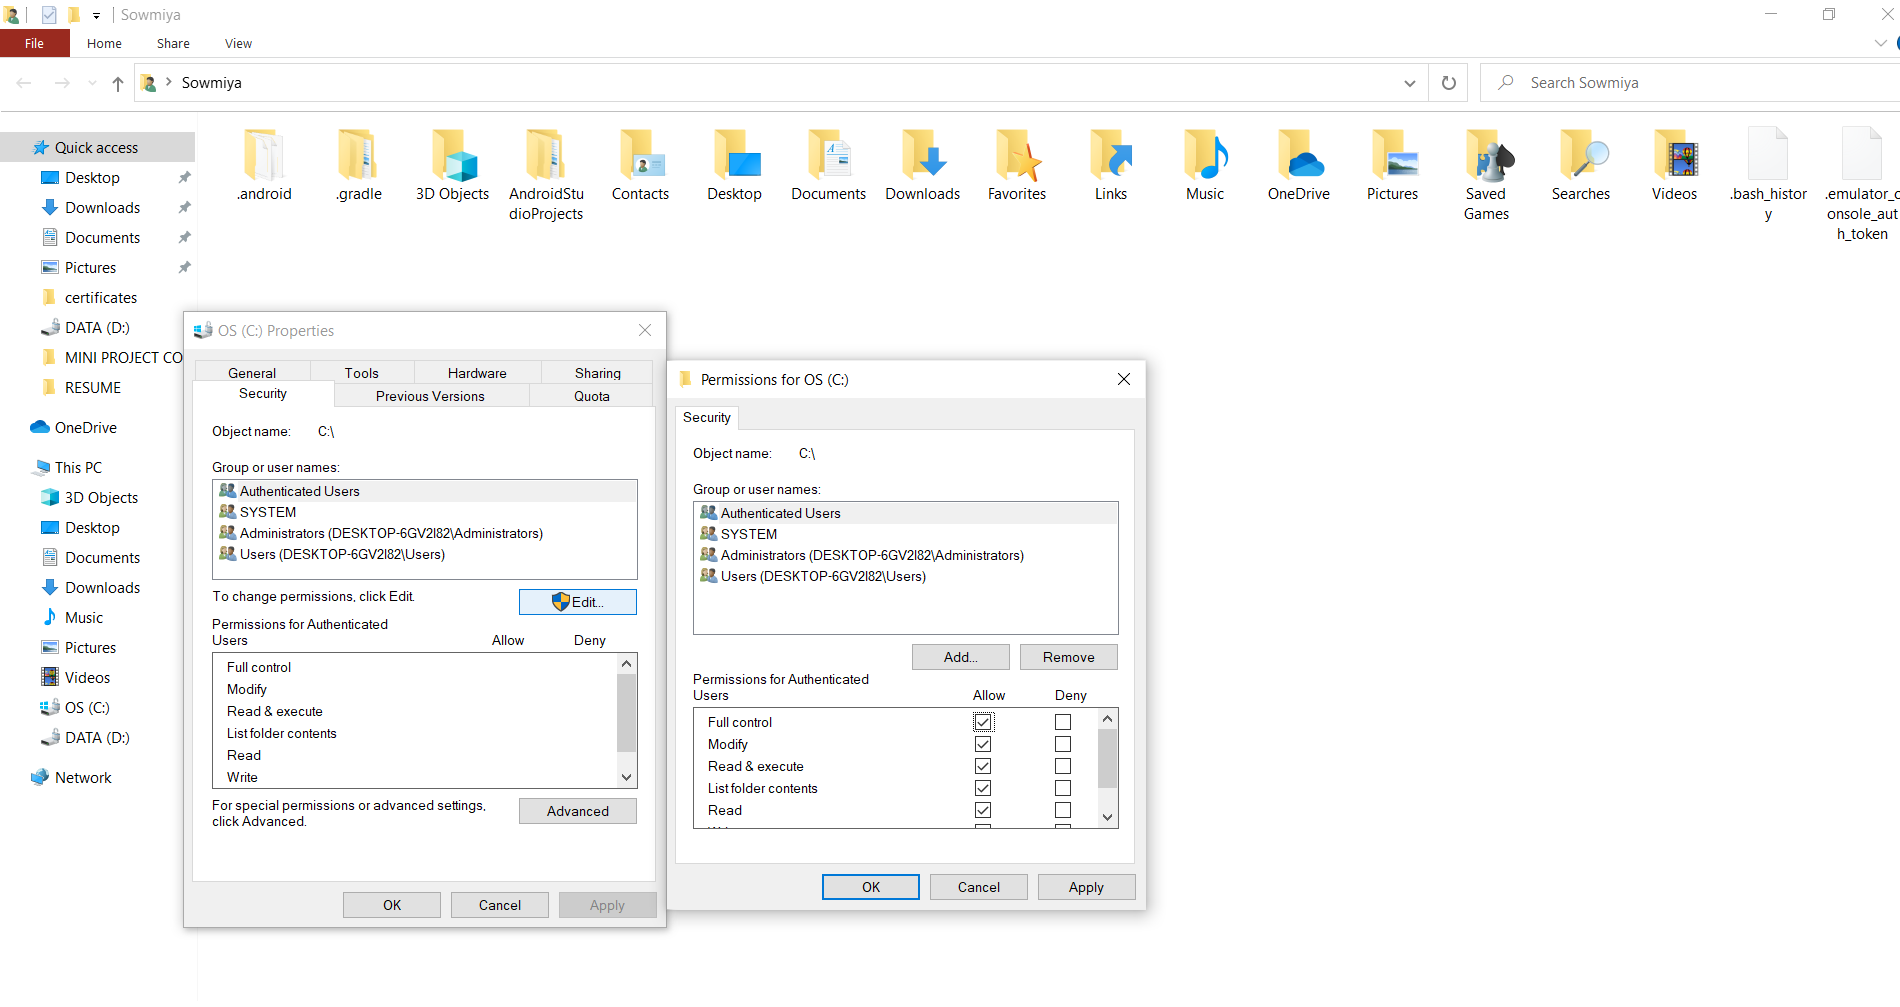 Sowmiya
File
Home
Share
View
Sowmiya
Search Sowmiya
Quick access
Desktop
Downloads
Documents
Pictures
certificates
DATA (D:)
MINI PROJECT CO
RESUME
OneDrive
This PC
3D Objects
Desktop
Documents
Downloads
Music
Pictures
Videos
OS (C:)
DATA (D:)
Network
.android
.gradle
3D Objects
AndroidStu
dioProjects
Contacts
Desktop
Documents
Downloads
Favorites
Links
Music
OneDrive
Pictures
Saved
Games
Searches
Videos
.bash_histor
y
.emulator_c
onsole_aut
h_token
OS (C:) Properties
General
Tools
Hardware
Sharing
Security
Previous Versions
Quota
Object name: C:\
Group or user names:
Authenticated Users
SYSTEM
Administrators (DESKTOP-6GV2I82\Administrators)
Users (DESKTOP-6GV2I82\Users)
To change permissions, click Edit.
Edit...
Permissions for Authenticated
Users
Allow
Deny
Full control
Modify
Read & execute
List folder contents
Read
Write
For special permissions or advanced settings,
click Advanced.
Advanced
OK
Cancel
Apply
Permissions for OS (C:)
Security
Object name: C:\
Group or user names:
Authenticated Users
SYSTEM
Administrators (DESKTOP-6GV2I82\Administrators)
Users (DESKTOP-6GV2I82\Users)
Add...
Remove
Permissions for Authenticated
Users
Allow
Deny
Full control
Modify
Read & execute
List folder contents
Read
OK
Cancel
Apply